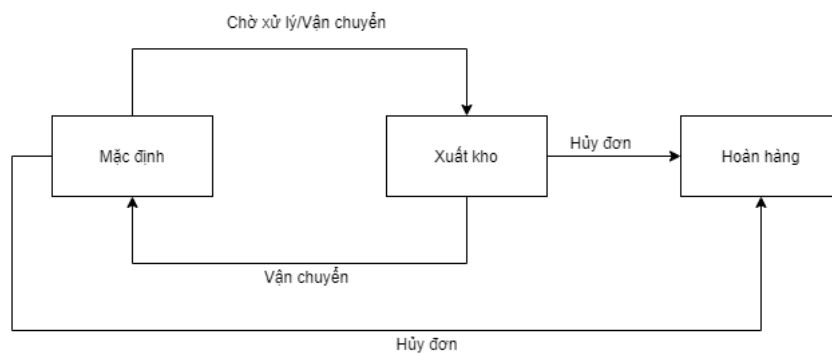 Chờ xử lý/Vận chuyển
Mặc định
Xuất kho
Hủy đơn
Hoàn hàng
Vận chuyển
Hủy đơn